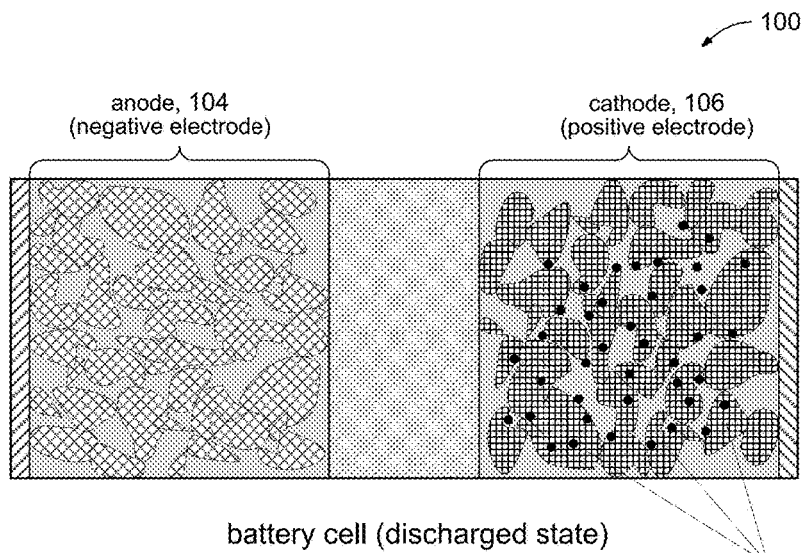 100
anode, 104
(negative electrode)
cathode, 106
(positive electrode)
battery cell (discharged state)